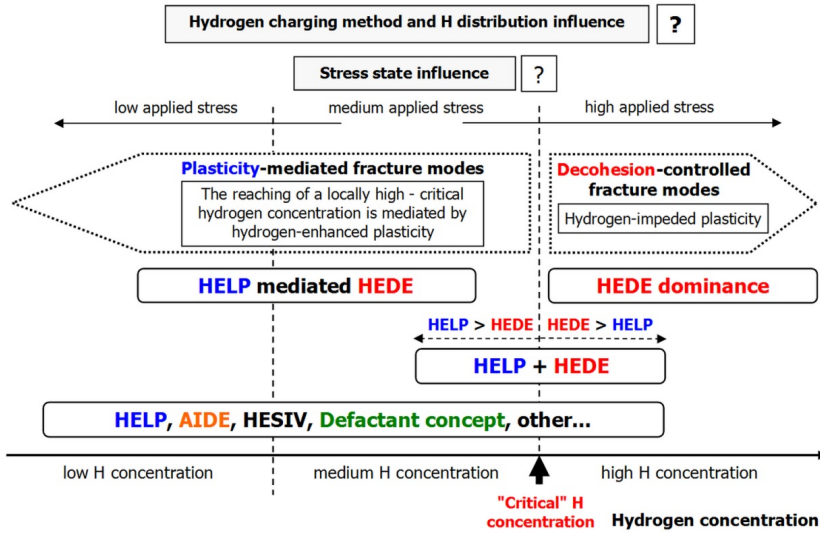 Hydrogen charging method and H distribution influence
?
Stress state influence
?
low applied stress
medium applied stress
high applied stress
Plasticity-mediated fracture modes
The reaching of a locally high - critical
hydrogen concentration is mediated by
hydrogen-enhanced plasticity
Decohesion-controlled
fracture modes
Hydrogen-impeded plasticity
HELP mediated HEDE
HEDE dominance
HELP > HEDE
HEDE > HELP
HELP + HEDE
HELP, AIDE, HESIV, Defactant concept, other...
low H concentration
medium H concentration
high H concentration
"Critical" H
concentration
Hydrogen concentration